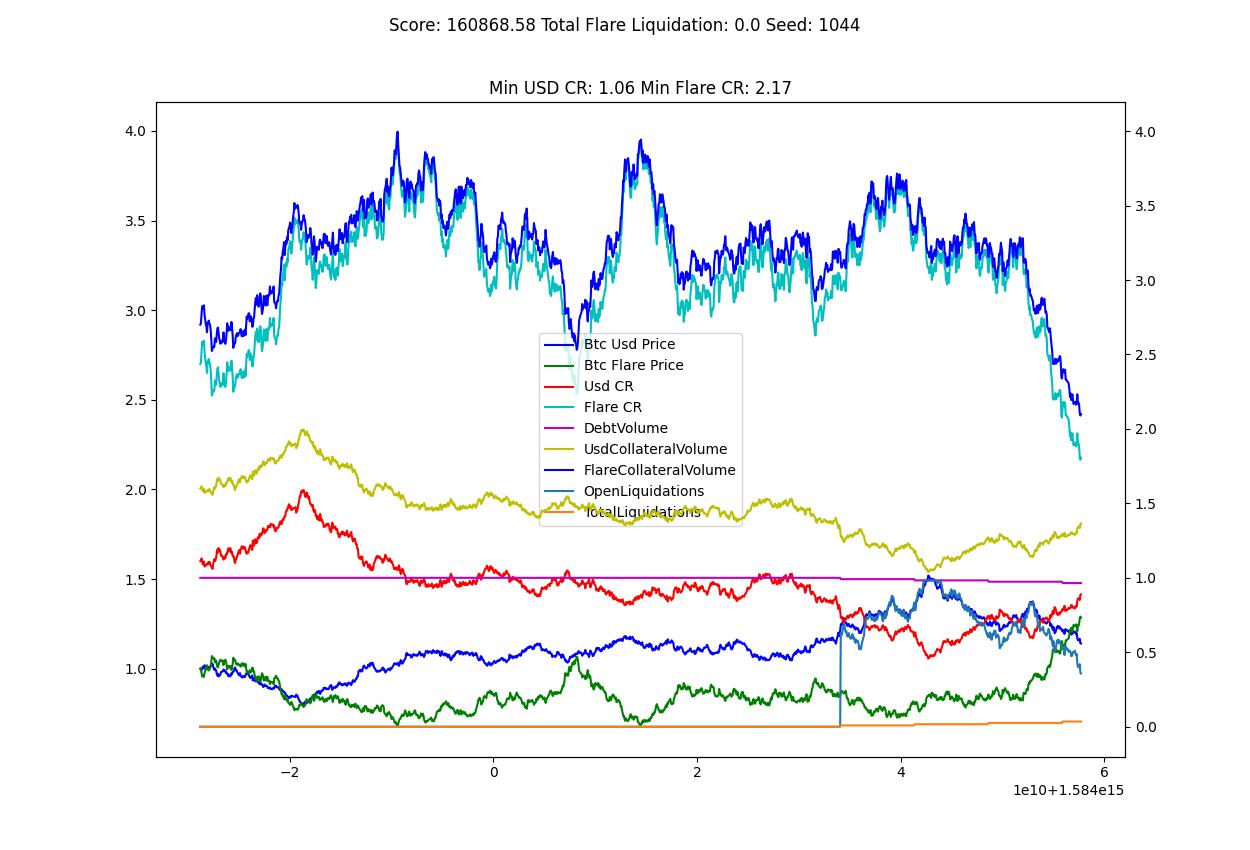 Score: 160868.58 Total Flare Liquidation: 0.0 Seed: 1044
Min USD CR: 1.06 Min Flare CR: 2.17
4.0
3.5
3.0
2.5
2.0
1.5
1.0
4.0
3.5
3.0
2.5
2.0
1.5
1.0
0.5
0.0
Btc Usd Price
Btc Flare Price
Usd CR
Flare CR
DebtVolume
UsdCollateralVolume
FlareCollateralVolume
OpenLiquidations
TotalLiquidations
−2 0 2 4 6
1e10+1.584e15